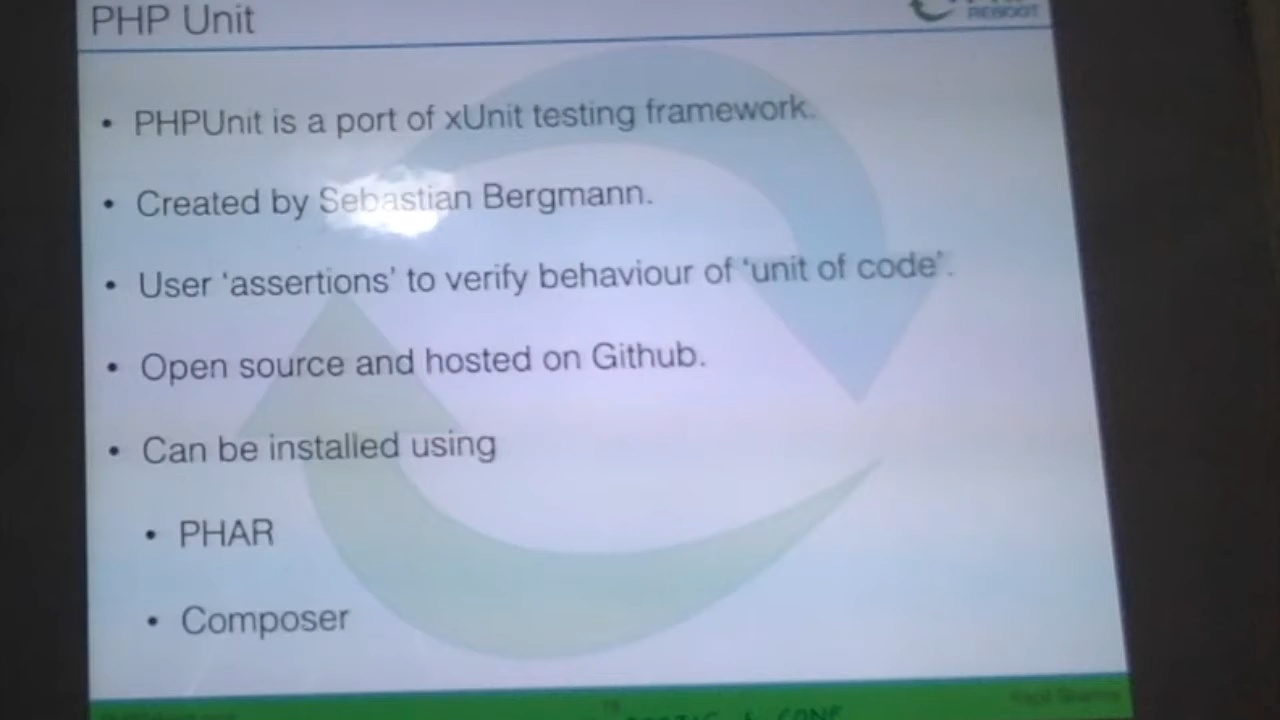 PHP Unit
REBOOT
• PHPUnit is a port of xUnit testing framework.
• Created by Sebastian Bergmann.
• User ‘assertions’ to verify behaviour of ‘unit of code’.
• Open source and hosted on Github.
• Can be installed using
• PHAR
• Composer